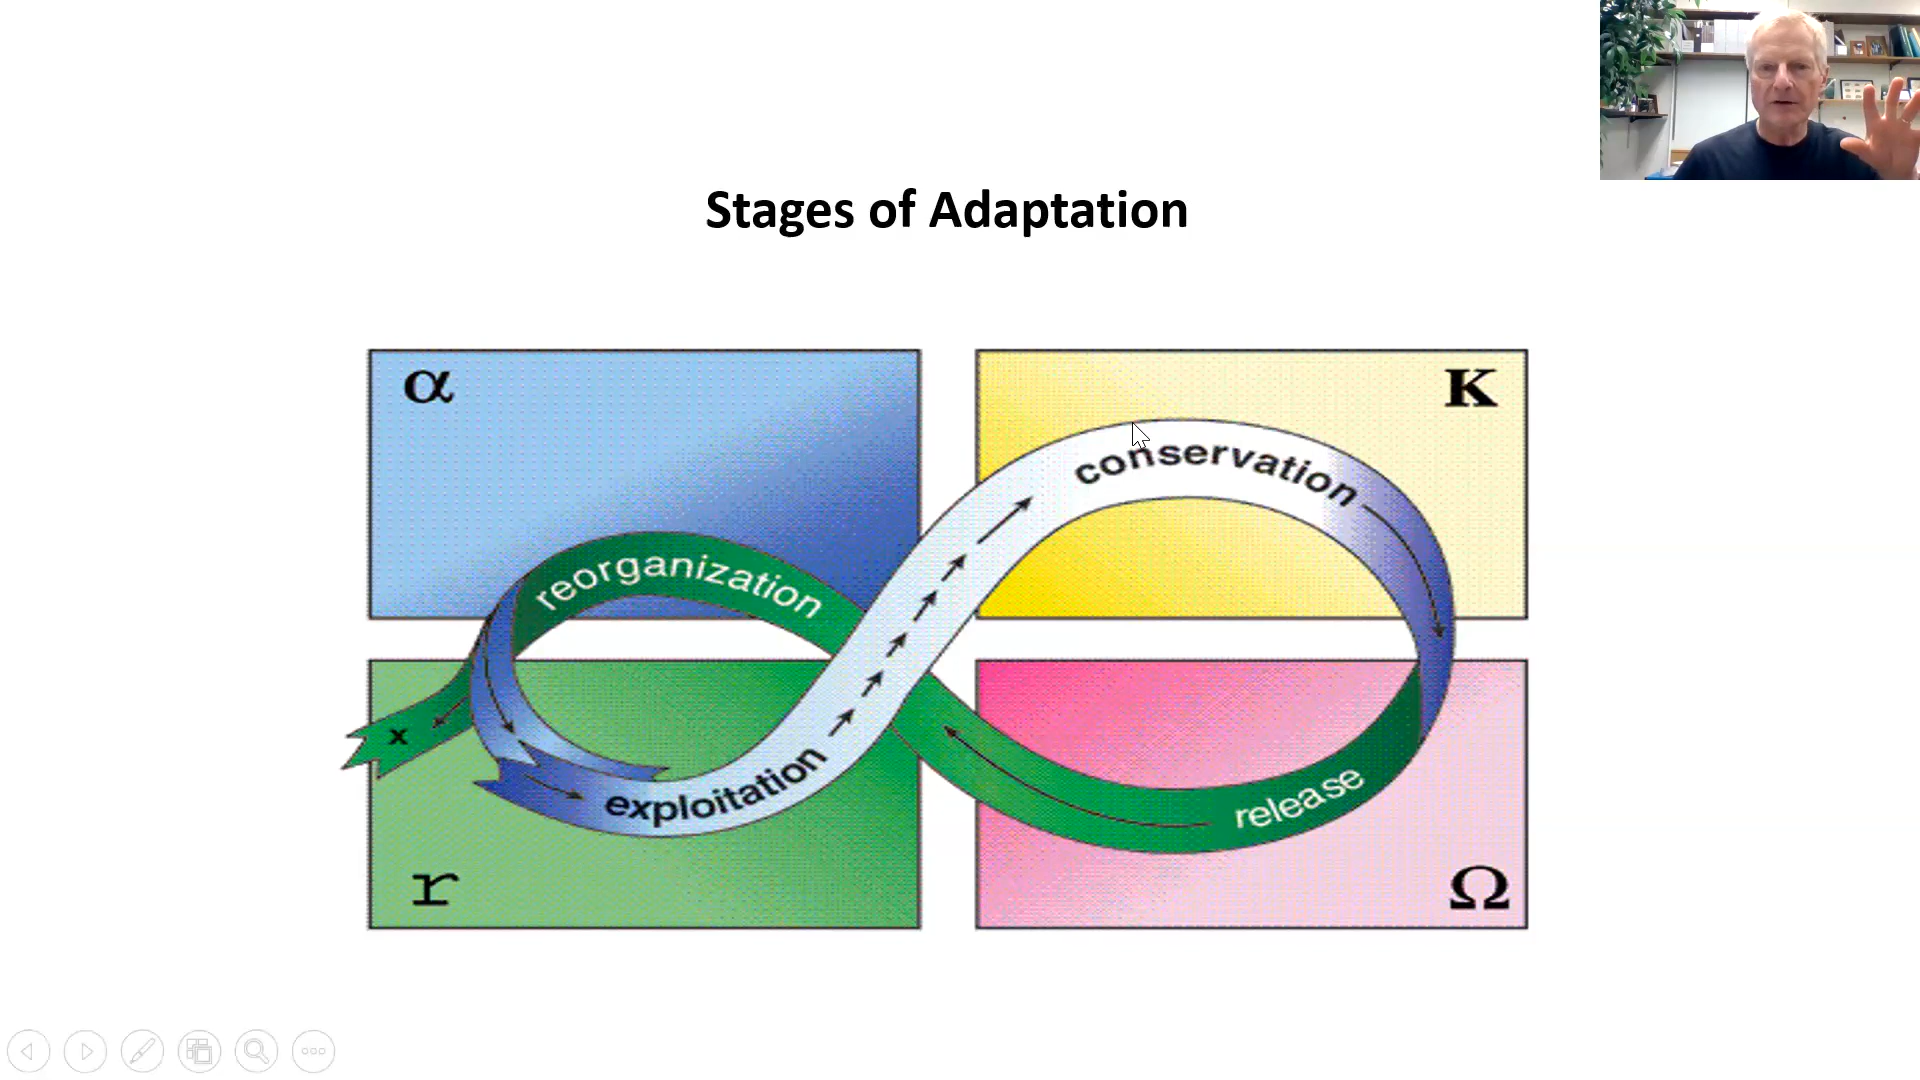 Stages of Adaptation
α
K
conservation
reorganization
x
exploitation
release
r
Ω